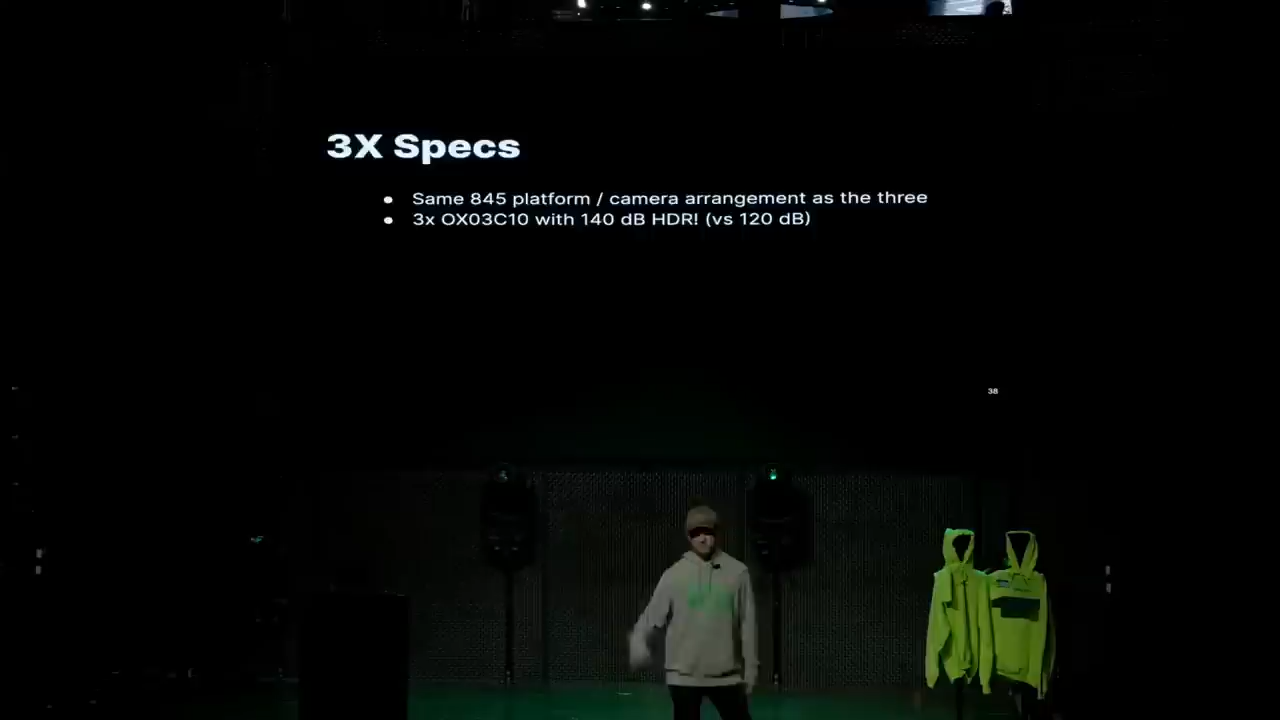 3X Specs
● Same 845 platform / camera arrangement as the three
● 3x OX03C10 with 140 dB HDR! (vs 120 dB)
38